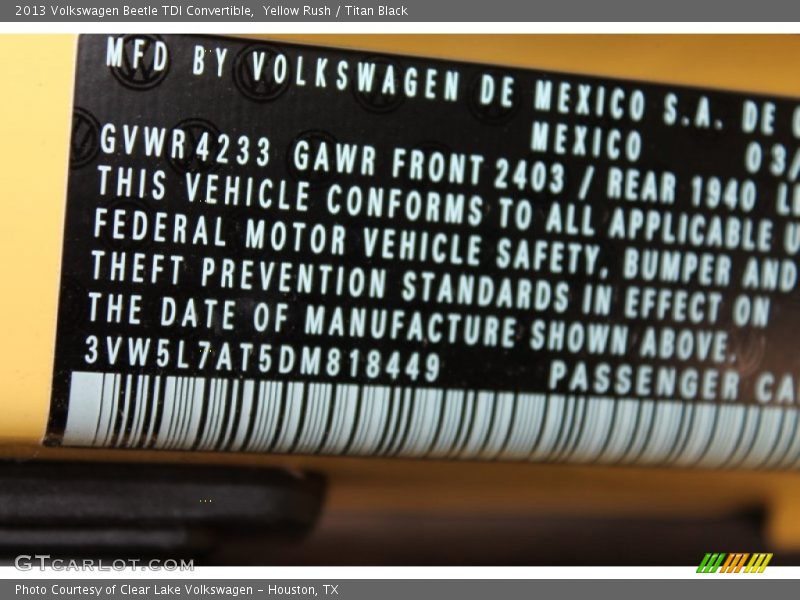 2013 Volkswagen Beetle TDI Convertible,  Yellow Rush / Titan Black
MFD BY VOLKSWAGEN DE MEXICO S.A. DE
MEXICO 03/
GVWR4233 GAWR FRONT 2403 / REAR 1940 L
THIS VEHICLE CONFORMS TO ALL APPLICABLE U
FEDERAL MOTOR VEHICLE SAFETY, BUMPER AND
THEFT PREVENTION STANDARDS IN EFFECT ON
THE DATE OF MANUFACTURE SHOWN ABOVE.
3VW5L7AT5DM818449 PASSENGER CA
GTCARLOT.COM
Photo Courtesy of Clear Lake Volkswagen – Houston, TX